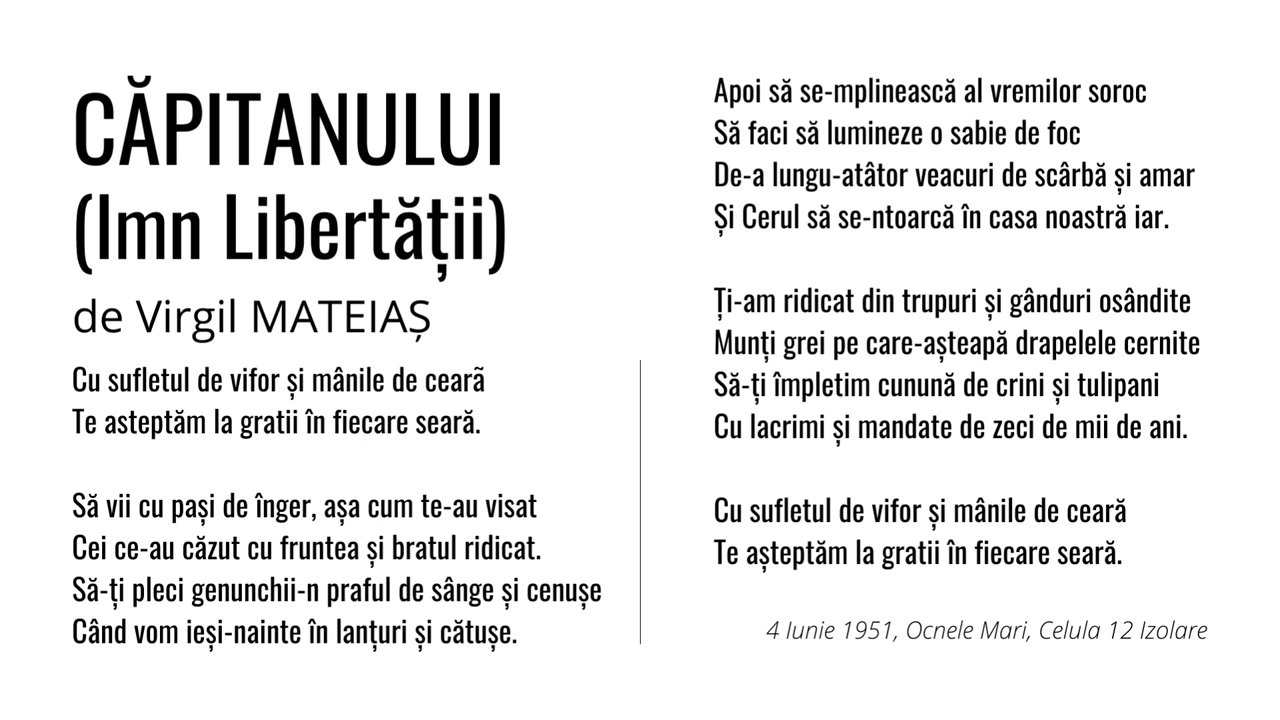 CĂPITANULUI
(Imn Libertății)
de Virgil MATEIAȘ
Cu sufletul de vifor și mânile de cearã
Te asteptăm la gratii în fiecare seară.
Să vii cu pași de înger, așa cum te-au visat
Cei ce-au căzut cu fruntea și bratul ridicat.
Să-ți pleci genunchii-n praful de sânge și cenușe
Când vom ieși-nainte în lanțuri și cătușe.
Apoi să se-mplinească al vremilor soroc
Să faci să lumineze o sabie de foc
De-a lungu-atâtor veacuri de scârbă și amar
Și Cerul să se-ntoarcă în casa noastră iar.
Ți-am ridicat din trupuri și gânduri osândite
Munți grei pe care-așteapă drapelele cernite
Să-ți împletim cunună de crini și tulipani
Cu lacrimi și mandate de zeci de mii de ani.
Cu sufletul de vifor și mânile de ceară
Te așteptăm la gratii în fiecare seară.
4 Iunie 1951, Ocnele Mari, Celula 12 Izolare